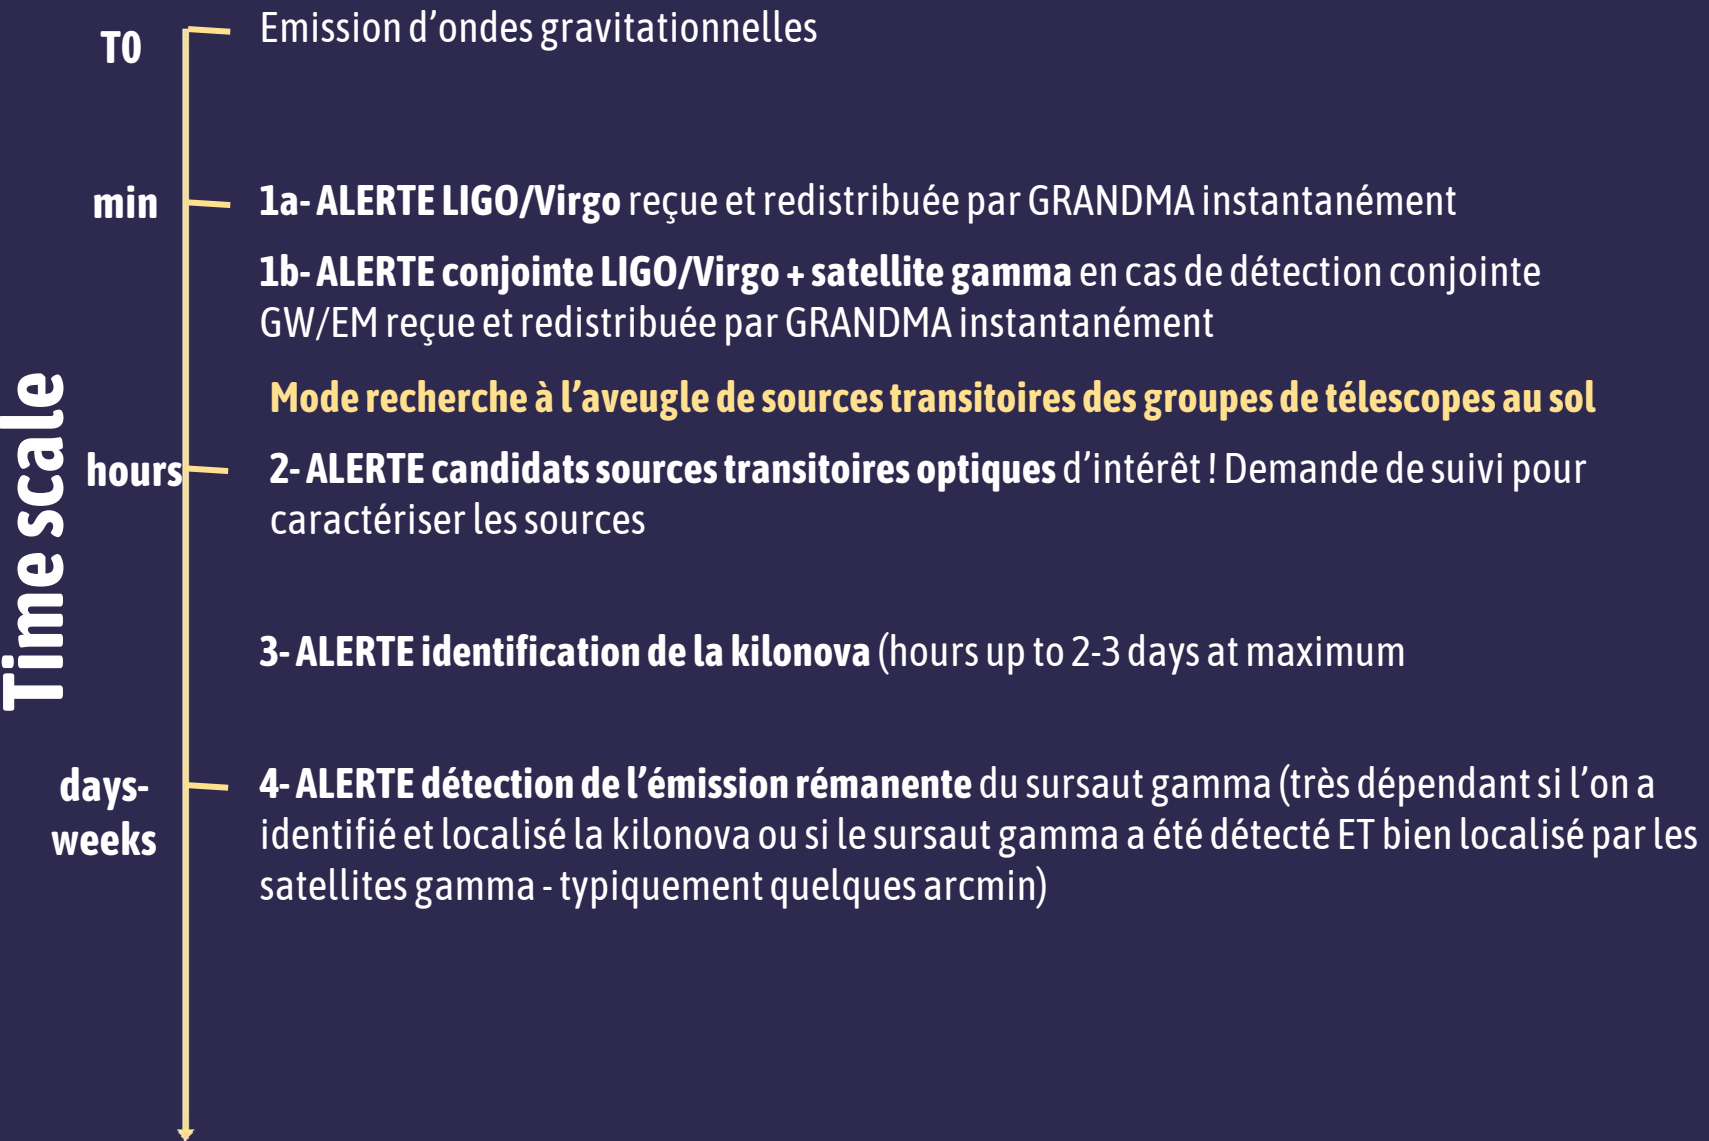 T0
Emission d’ondes gravitationnelles
min
1a- ALERTE LIGO/Virgo reçue et redistribuée par GRANDMA instantanément
1b- ALERTE conjointe LIGO/Virgo + satellite gamma en cas de détection conjointe
GW/EM reçue et redistribuée par GRANDMA instantanément
Mode recherche à l’aveugle de sources transitoires des groupes de télescopes au sol
Time scale
hours
2- ALERTE candidats sources transitoires optiques d’intérêt ! Demande de suivi pour
caractériser les sources
3- ALERTE identification de la kilonova (hours up to 2-3 days at maximum
days-
weeks
4- ALERTE détection de l’émission rémanente du sursaut gamma (très dépendant si l’on a
identifié et localisé la kilonova ou si le sursaut gamma a été détecté ET bien localisé par les
satellites gamma - typiquement quelques arcmin)